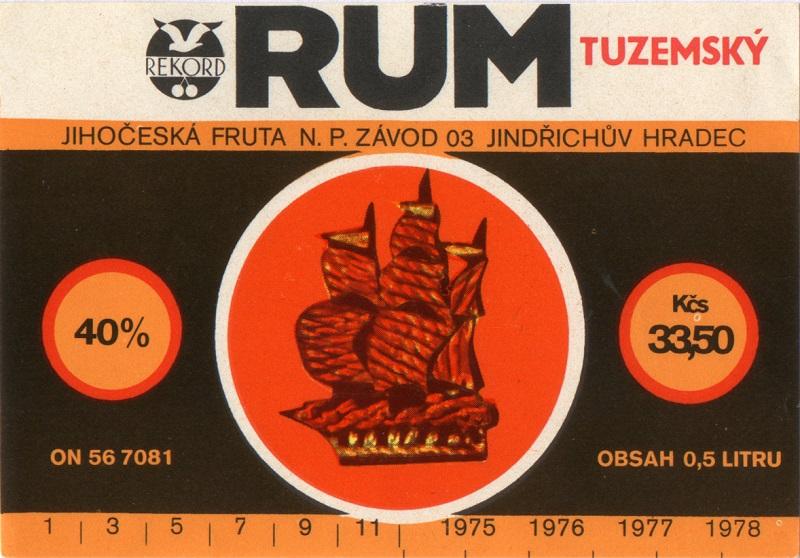 REKORD
RUM
TUZEMSKÝ
JIHOČESKÁ FRUTA N. P. ZÁVOD 03 JINDŘICHŮV HRADEC
40%
Kčs
33,50
ON 56 7081
OBSAH 0,5 LITRU
1 | 3 | 5 | 7 | 9 | 11 | 1975 | 1976 | 1977 | 1978 |